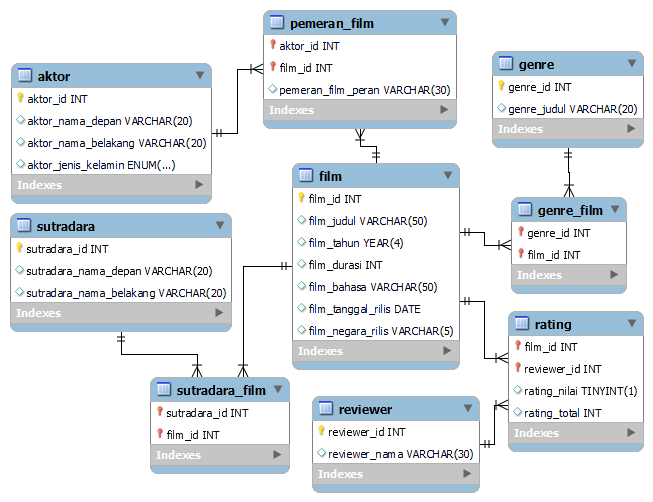 pemeran_film
aktor_id INT
film_id INT
pemeran_film_peran VARCHAR(30)
Indexes
aktor
aktor_id INT
aktor_nama_depan VARCHAR(20)
aktor_nama_belakang VARCHAR(20)
aktor_jenis_kelamin ENUM(...)
Indexes
genre
genre_id INT
genre_judul VARCHAR(20)
Indexes
film
film_id INT
film_judul VARCHAR(50)
film_tahun YEAR(4)
film_durasi INT
film_bahasa VARCHAR(50)
film_tanggal_rilis DATE
film_negara_rilis VARCHAR(5)
Indexes
genre_film
genre_id INT
film_id INT
Indexes
sutradara
sutradara_id INT
sutradara_nama_depan VARCHAR(20)
sutradara_nama_belakang VARCHAR(20)
Indexes
rating
film_id INT
reviewer_id INT
rating_nilai TINYINT(1)
rating_total INT
Indexes
sutradara_film
sutradara_id INT
film_id INT
Indexes
reviewer
reviewer_id INT
reviewer_nama VARCHAR(30)
Indexes